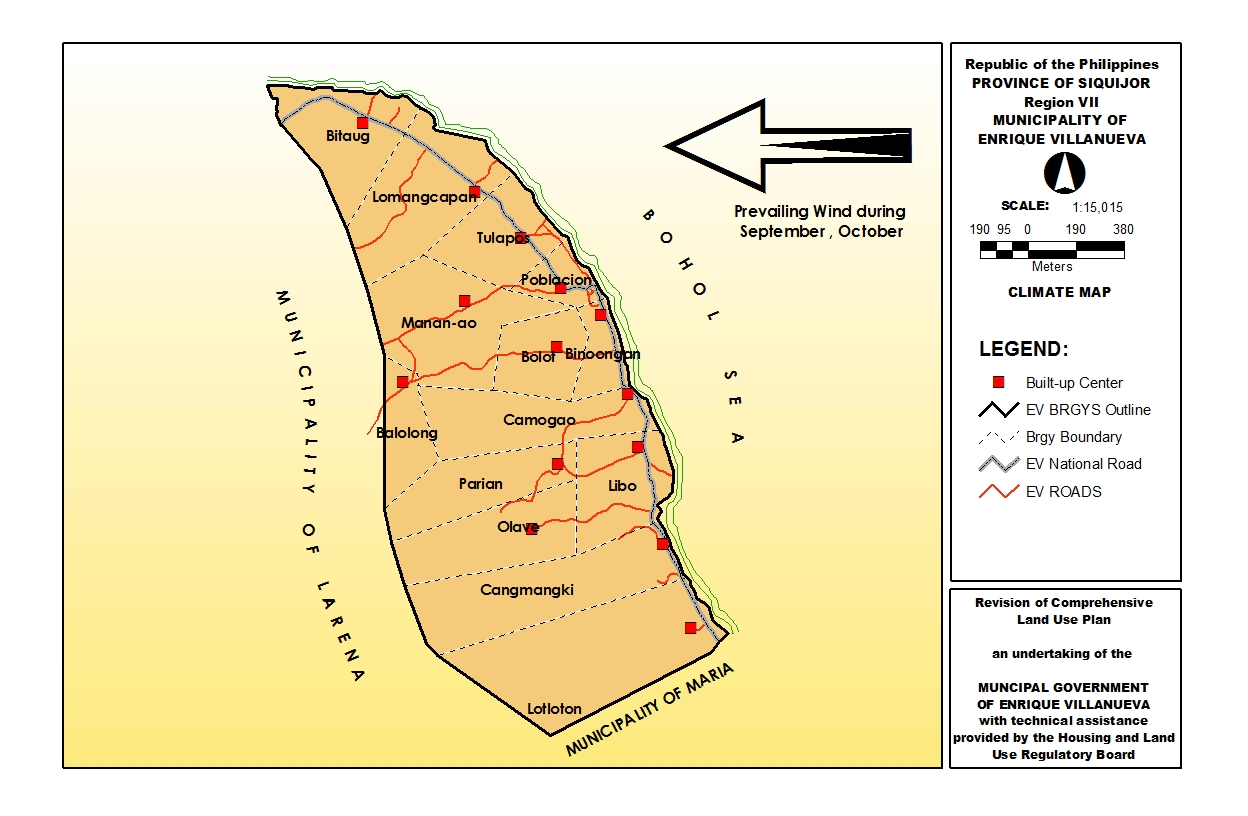 Bitaug
Lomangcapan
Tulapos
Poblacion
Manan-ao
Bolot
Binoongan
Camogao
Balolong
Parian
Libo
Olave
Cangmangki
Lotloton
Prevailing Wind during
September , October
BOHOL SEA
MUNICIPALITY OF LARENA
MUNICIPALITY OF MARIA
Republic of the Philippines
PROVINCE OF SIQUIJOR
Region VII
MUNICIPALITY OF
ENRIQUE VILLANUEVA
SCALE: 1:15,015
190 95 0 190 380
Meters
CLIMATE MAP
LEGEND:
Built-up Center
EV BRGYS Outline
Brgy Boundary
EV National Road
EV ROADS
Revision of Comprehensive
Land Use Plan
an undertaking of the
MUNCIPAL GOVERNMENT
OF ENRIQUE VILLANUEVA
with technical assistance
provided by the Housing and Land
Use Regulatory Board